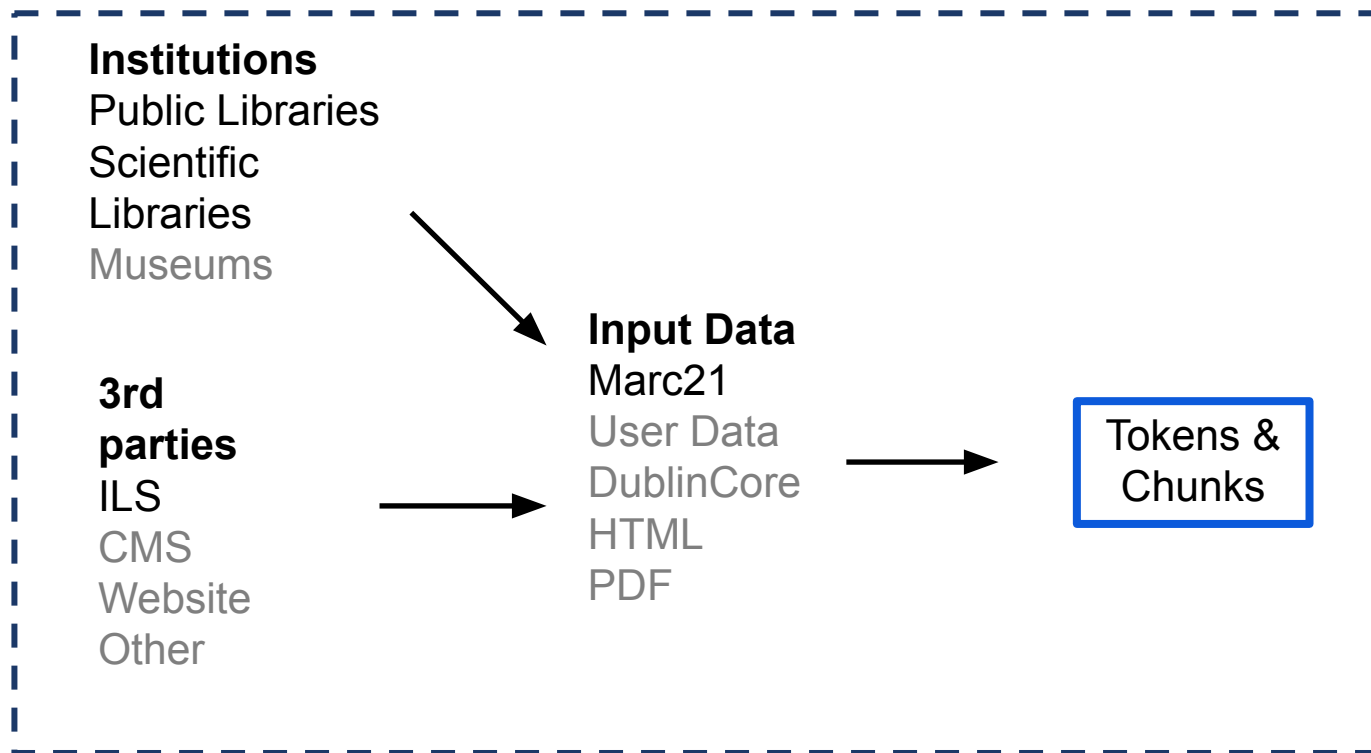 Institutions
Public Libraries
Scientific
Libraries
Museums
3rd
parties
ILS
CMS
Website
Other
Input Data
Marc21
User Data
DublinCore
HTML
PDF
Tokens &
Chunks